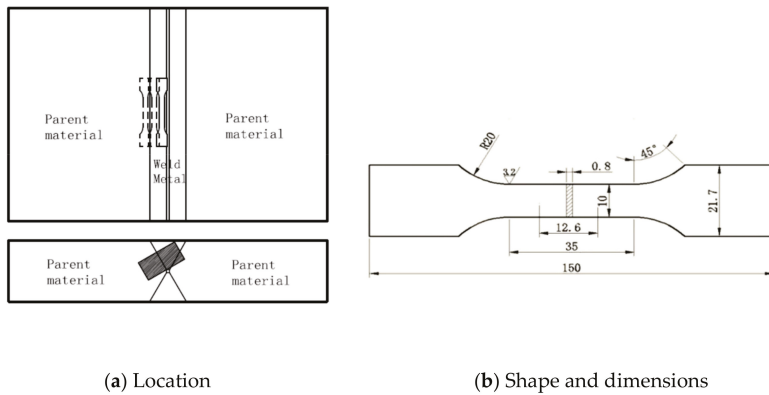 Parent
material
Parent
material
Weld
Metal
Parent
material
Parent
material
R20
3.2
0.8
45°
10
21.7
12.6
35
150
(a) Location
(b) Shape and dimensions